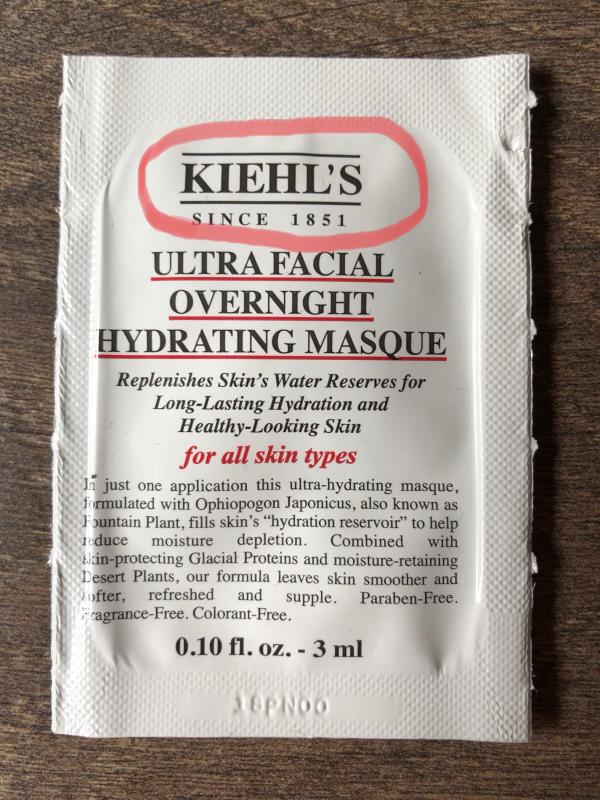 KIEHL'S
SINCE 1851
ULTRA FACIAL
OVERNIGHT
HYDRATING MASQUE
Replenishes Skin's Water Reserves for
Long-Lasting Hydration and
Healthy-Looking Skin
for all skin types
In just one application this ultra-hydrating masque,
formulated with Ophiopogon Japonicus, also known as
Fountain Plant, fills skin's "hydration reservoir" to help
reduce moisture depletion. Combined with
skin-protecting Glacial Proteins and moisture-retaining
Desert Plants, our formula leaves skin smoother and
softer, refreshed and supple. Paraben-Free.
Fragrance-Free. Colorant-Free.
0.10 fl. oz. - 3 ml